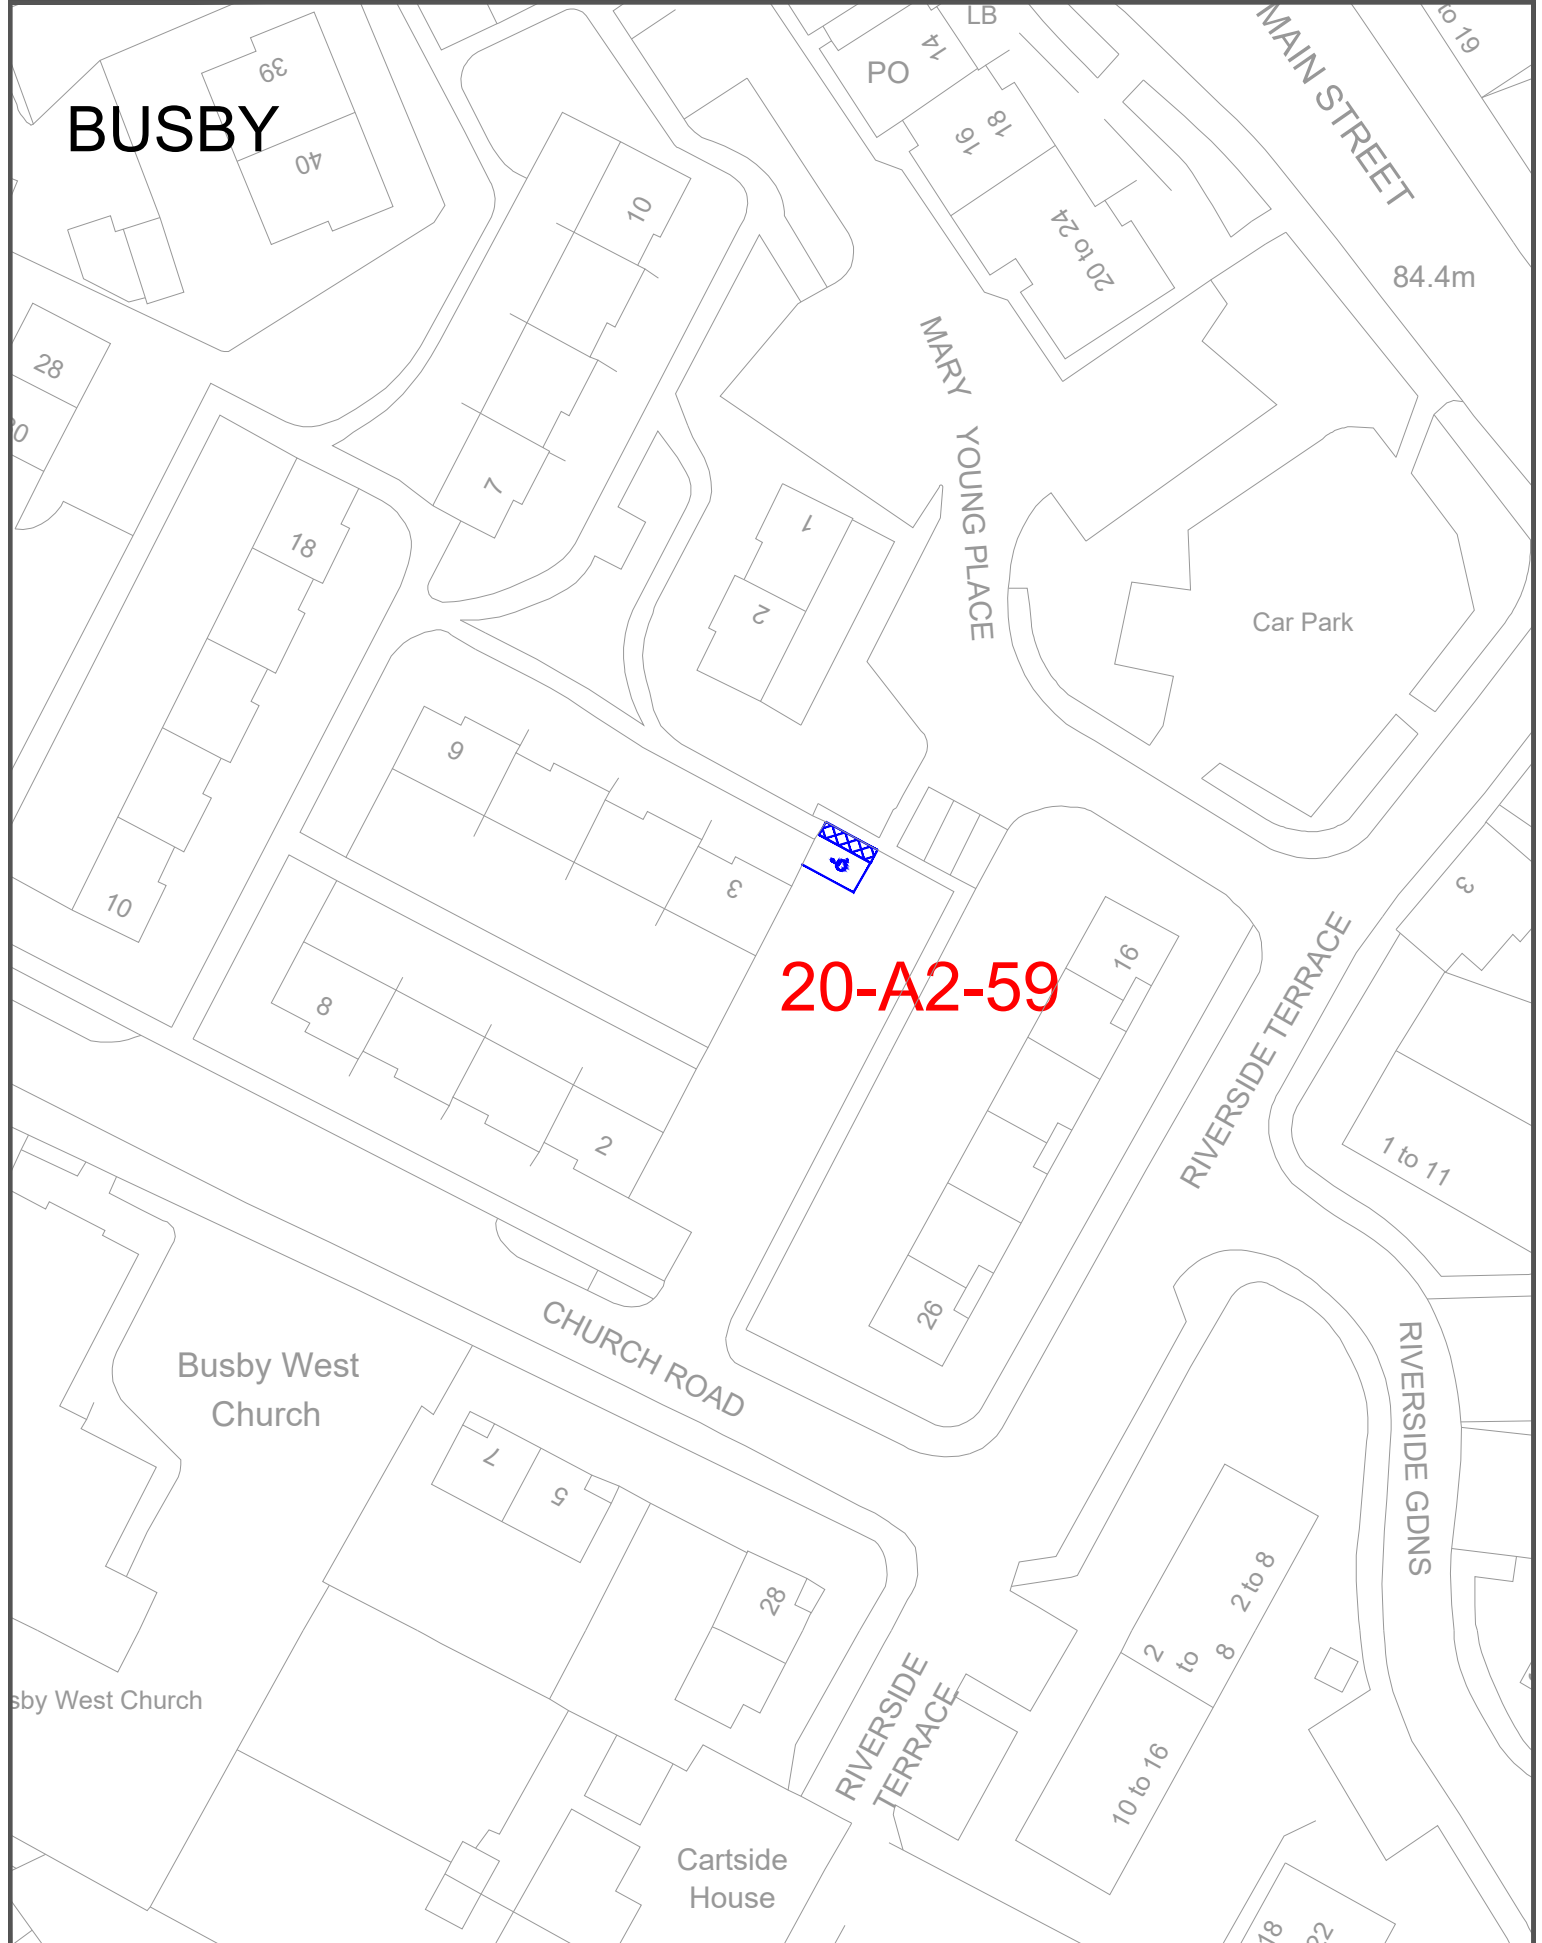 LB
to 19
MAIN STREET
14
PO
39
BUSBY
18
16
40
10
20 to 24
84.4m
MARY YOUNG PLACE
28
7
1
18
2
Car Park
9
3
3
10
16
20-A2-59
8
RIVERSIDE TERRACE
2
1 to 11
26
CHURCH ROAD
Busby West
Church
RIVERSIDE GDNS
7
5
28
2 to 8
2
to
8
sby West Church
RIVERSIDE
TERRACE
10 to 16
Cartside
House
18
22